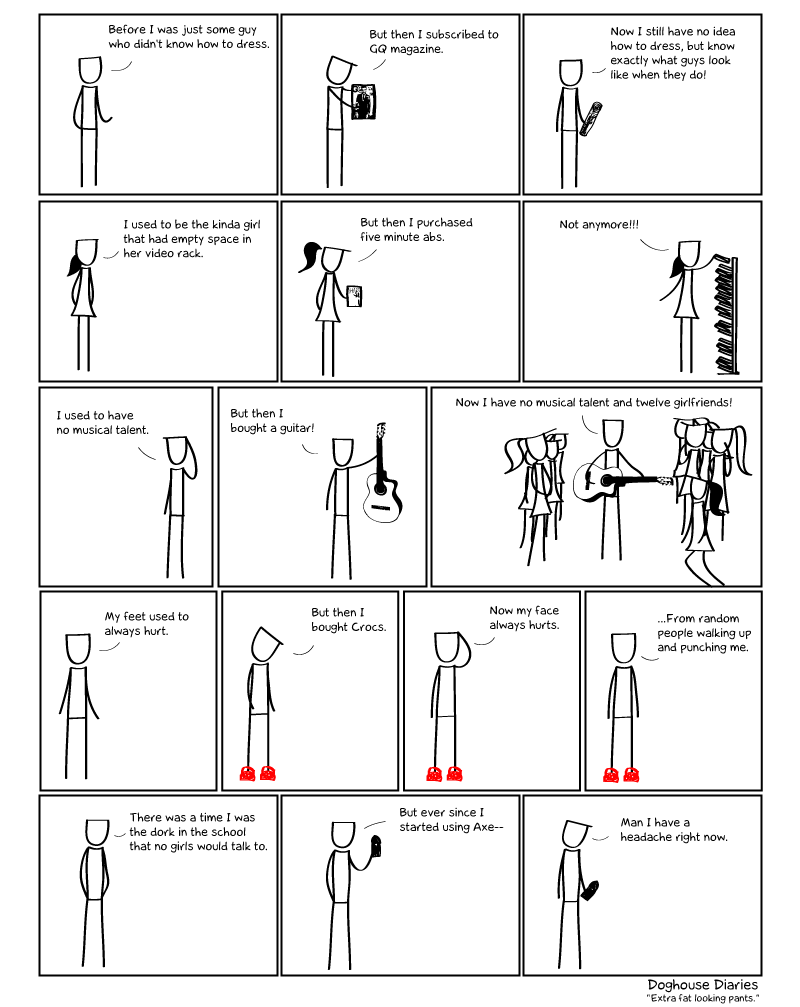 Before I was just some guy
who didn't know how to dress.
But then I subscribed to
GQ magazine.
Now I still have no idea
how to dress, but know
exactly what guys look
like when they do!
I used to be the kinda girl
that had empty space in
her video rack.
But then I purchased
five minute abs.
Not anymore!!!
I used to have
no musical talent.
But then I
bought a guitar!
Now I have no musical talent and twelve girlfriends!
My feet used to
always hurt.
But then I
bought Crocs.
Now my face
always hurts.
...From random
people walking up
and punching me.
There was a time I was
the dork in the school
that no girls would talk to.
But ever since I
started using Axe--
Man I have a
headache right now.
Doghouse Diaries
"Extra fat looking pants."